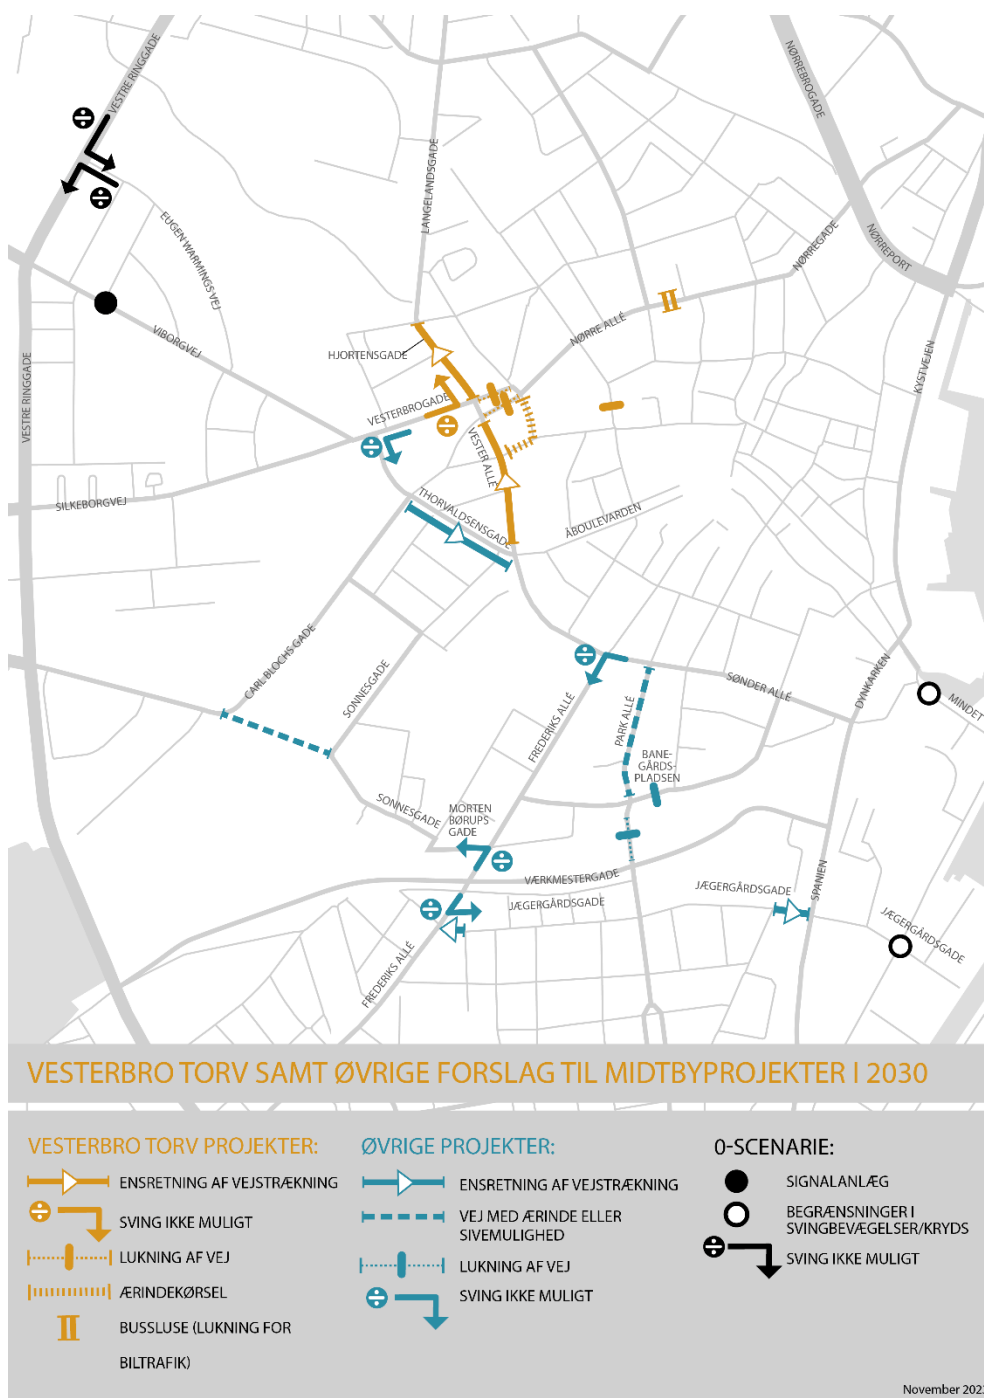 VESTRE RINGGADE
NØRREBROGADE
LANGELANDSGADE
EUGEN WARMINGS VEJ
NØRREGADE
NØRREPORT
VIBORGVEJ
NØRRE ALLÉ
HJORTENSGADE
KYSTVEJEN
VESTRE RINGGADE
VESTERBROGADE
VESTER ALLÉ
SILKEBORGVEJ
THORVALDSENSGADE
ÅBOULEVARDEN
CARL BLOCHS GADE
SONNESGADE
FREDERIKS ALLÉ
PARK ALLÉ
SØNDER ALLÉ
DYNKARKEN
MINDET
BANE-
GÅRDS-
PLADSEN
SONNESGADE
MORTEN
BØRUPS
GADE
VÆRKMESTERGADE
JÆGERGÅRDSGADE
JÆGERGÅRDSGADE
SPANIEN
JÆGERGÅRDSGADE
FREDERIKS ALLÉ
VESTERBRO TORV SAMT ØVRIGE FORSLAG TIL MIDTBYPROJEKTER I 2030
VESTERBRO TORV PROJEKTER:
ENSRETNING AF VEJSTRÆKNING
SVING IKKE MULIGT
LUKNING AF VEJ
ÆRINDEKØRSEL
BUSSLUSE (LUKNING FOR
BILTRAFIK)
ØVRIGE PROJEKTER:
ENSRETNING AF VEJSTRÆKNING
VEJ MED ÆRINDE ELLER
SIVEMULIGHED
LUKNING AF VEJ
SVING IKKE MULIGT
0-SCENARIE:
SIGNALANLÆG
BEGRÆNSNINGER I
SVINGBEVÆGELSER/KRYDS
SVING IKKE MULIGT
November 202